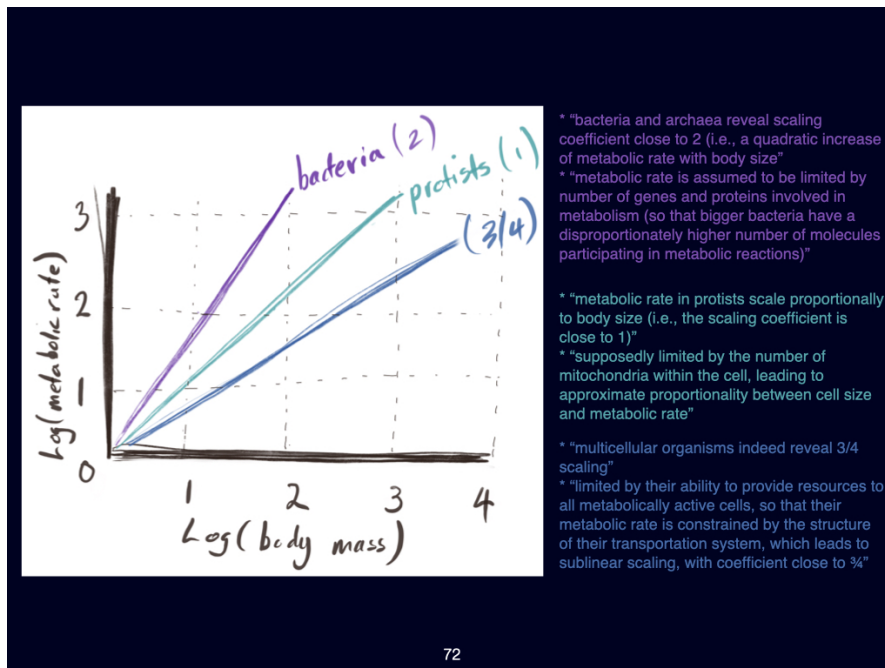 bacteria (2)
protists (1)
(3/4)
Log(metabolic rate)
3
2
1
0
1 2 3 4
Log(body mass)
* “bacteria and archaea reveal scaling
coefficient close to 2 (i.e., a quadratic increase
of metabolic rate with body size”
* “metabolic rate is assumed to be limited by
number of genes and proteins involved in
metabolism (so that bigger bacteria have a
disproportionately higher number of molecules
participating in metabolic reactions)”
* “metabolic rate in protists scale proportionally
to body size (i.e., the scaling coefficient is
close to 1)”
* “supposedly limited by the number of
mitochondria within the cell, leading to
approximate proportionality between cell size
and metabolic rate”
* “multicellular organisms indeed reveal 3/4
scaling”
* “limited by their ability to provide resources to
all metabolically active cells, so that their
metabolic rate is constrained by the structure
of their transportation system, which leads to
sublinear scaling, with coefficient close to ¾”
72